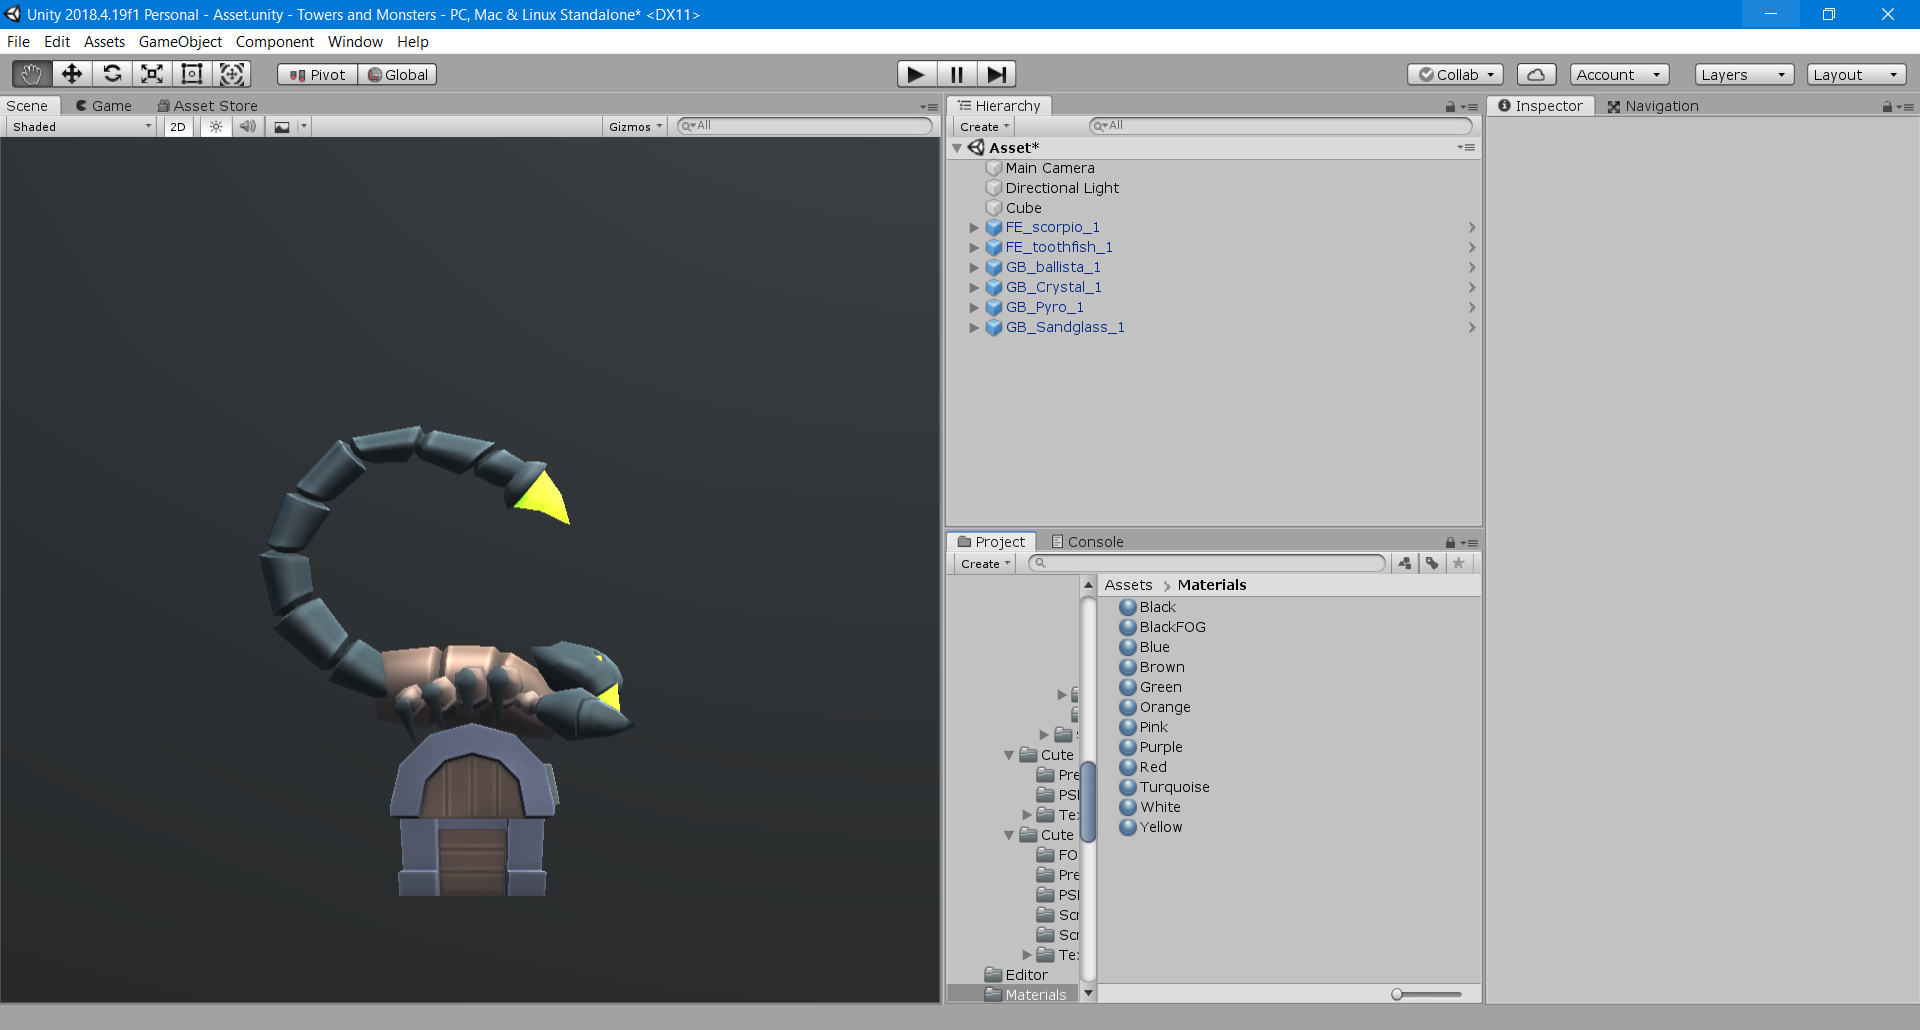 Unity 2018.4.19f1 Personal - Asset.unity - Towers and Monsters - PC, Mac & Linux Standalone* <DX11>
File Edit Assets GameObject Component Window Help
Pivot Global Collab Account Layers Layout
Scene Game Asset Store
Shaded 2D Gizmos All
Hierarchy
Create All
Asset*
Main Camera
Directional Light
Cube
FE_scorpio_1
FE_toothfish_1
GB_ballista_1
GB_Crystal_1
GB_Pyro_1
GB_Sandglass_1
Inspector Navigation
Project Console
Create
Cute
Pre
PSI
Te
Cute
FO
Pre
PSI
Scr
Scr
Te
Editor
Materials
Assets > Materials
Black
BlackFOG
Blue
Brown
Green
Orange
Pink
Purple
Red
Turquoise
White
Yellow